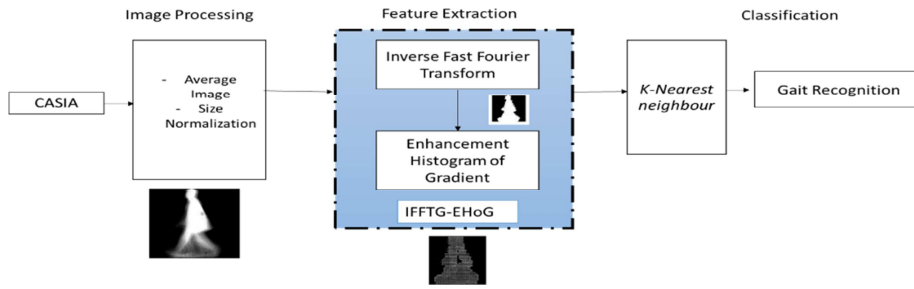 Image Processing
Feature Extraction
Classification
CASIA
- Average
Image
- Size
Normalization
Inverse Fast Fourier
Transform
Enhancement
Histogram of
Gradient
IFFTG-EHoG
K-Nearest
neighbour
Gait Recognition